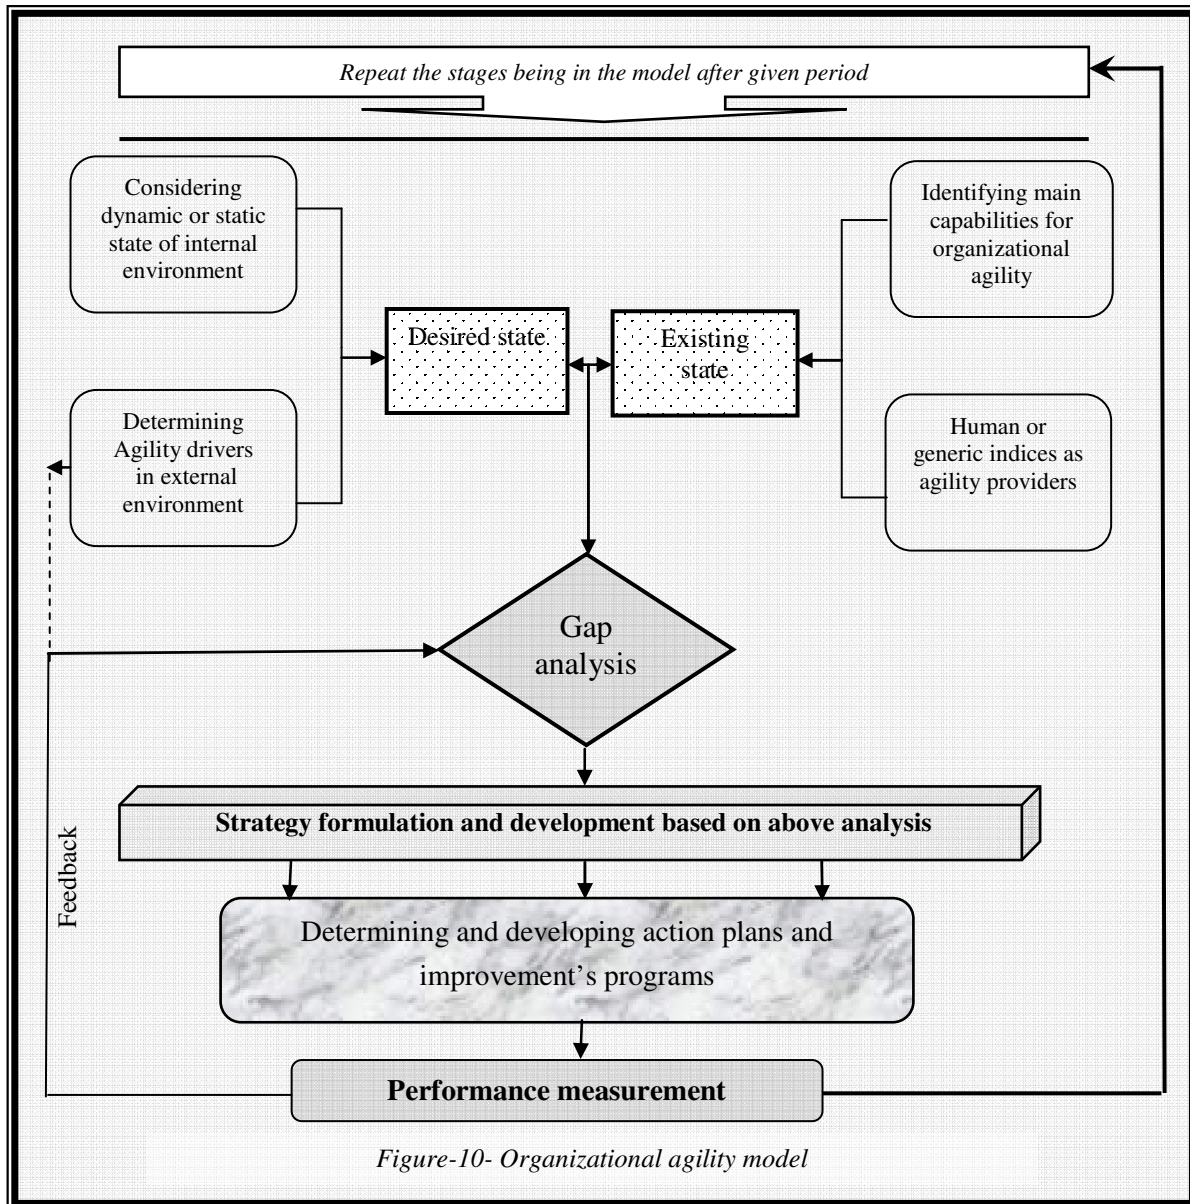 Repeat the stages being in the model after given period
Considering
dynamic or static
state of internal
environment
Identifying main
capabilities for
organizational
agility
Desired state
Existing
state
Determining
Agility drivers
in external
environment
Human or
generic indices as
agility providers
Gap
analysis
Strategy formulation and development based on above analysis
Feedback
Determining and developing action plans and
improvement’s programs
Performance measurement
Figure-10- Organizational agility model